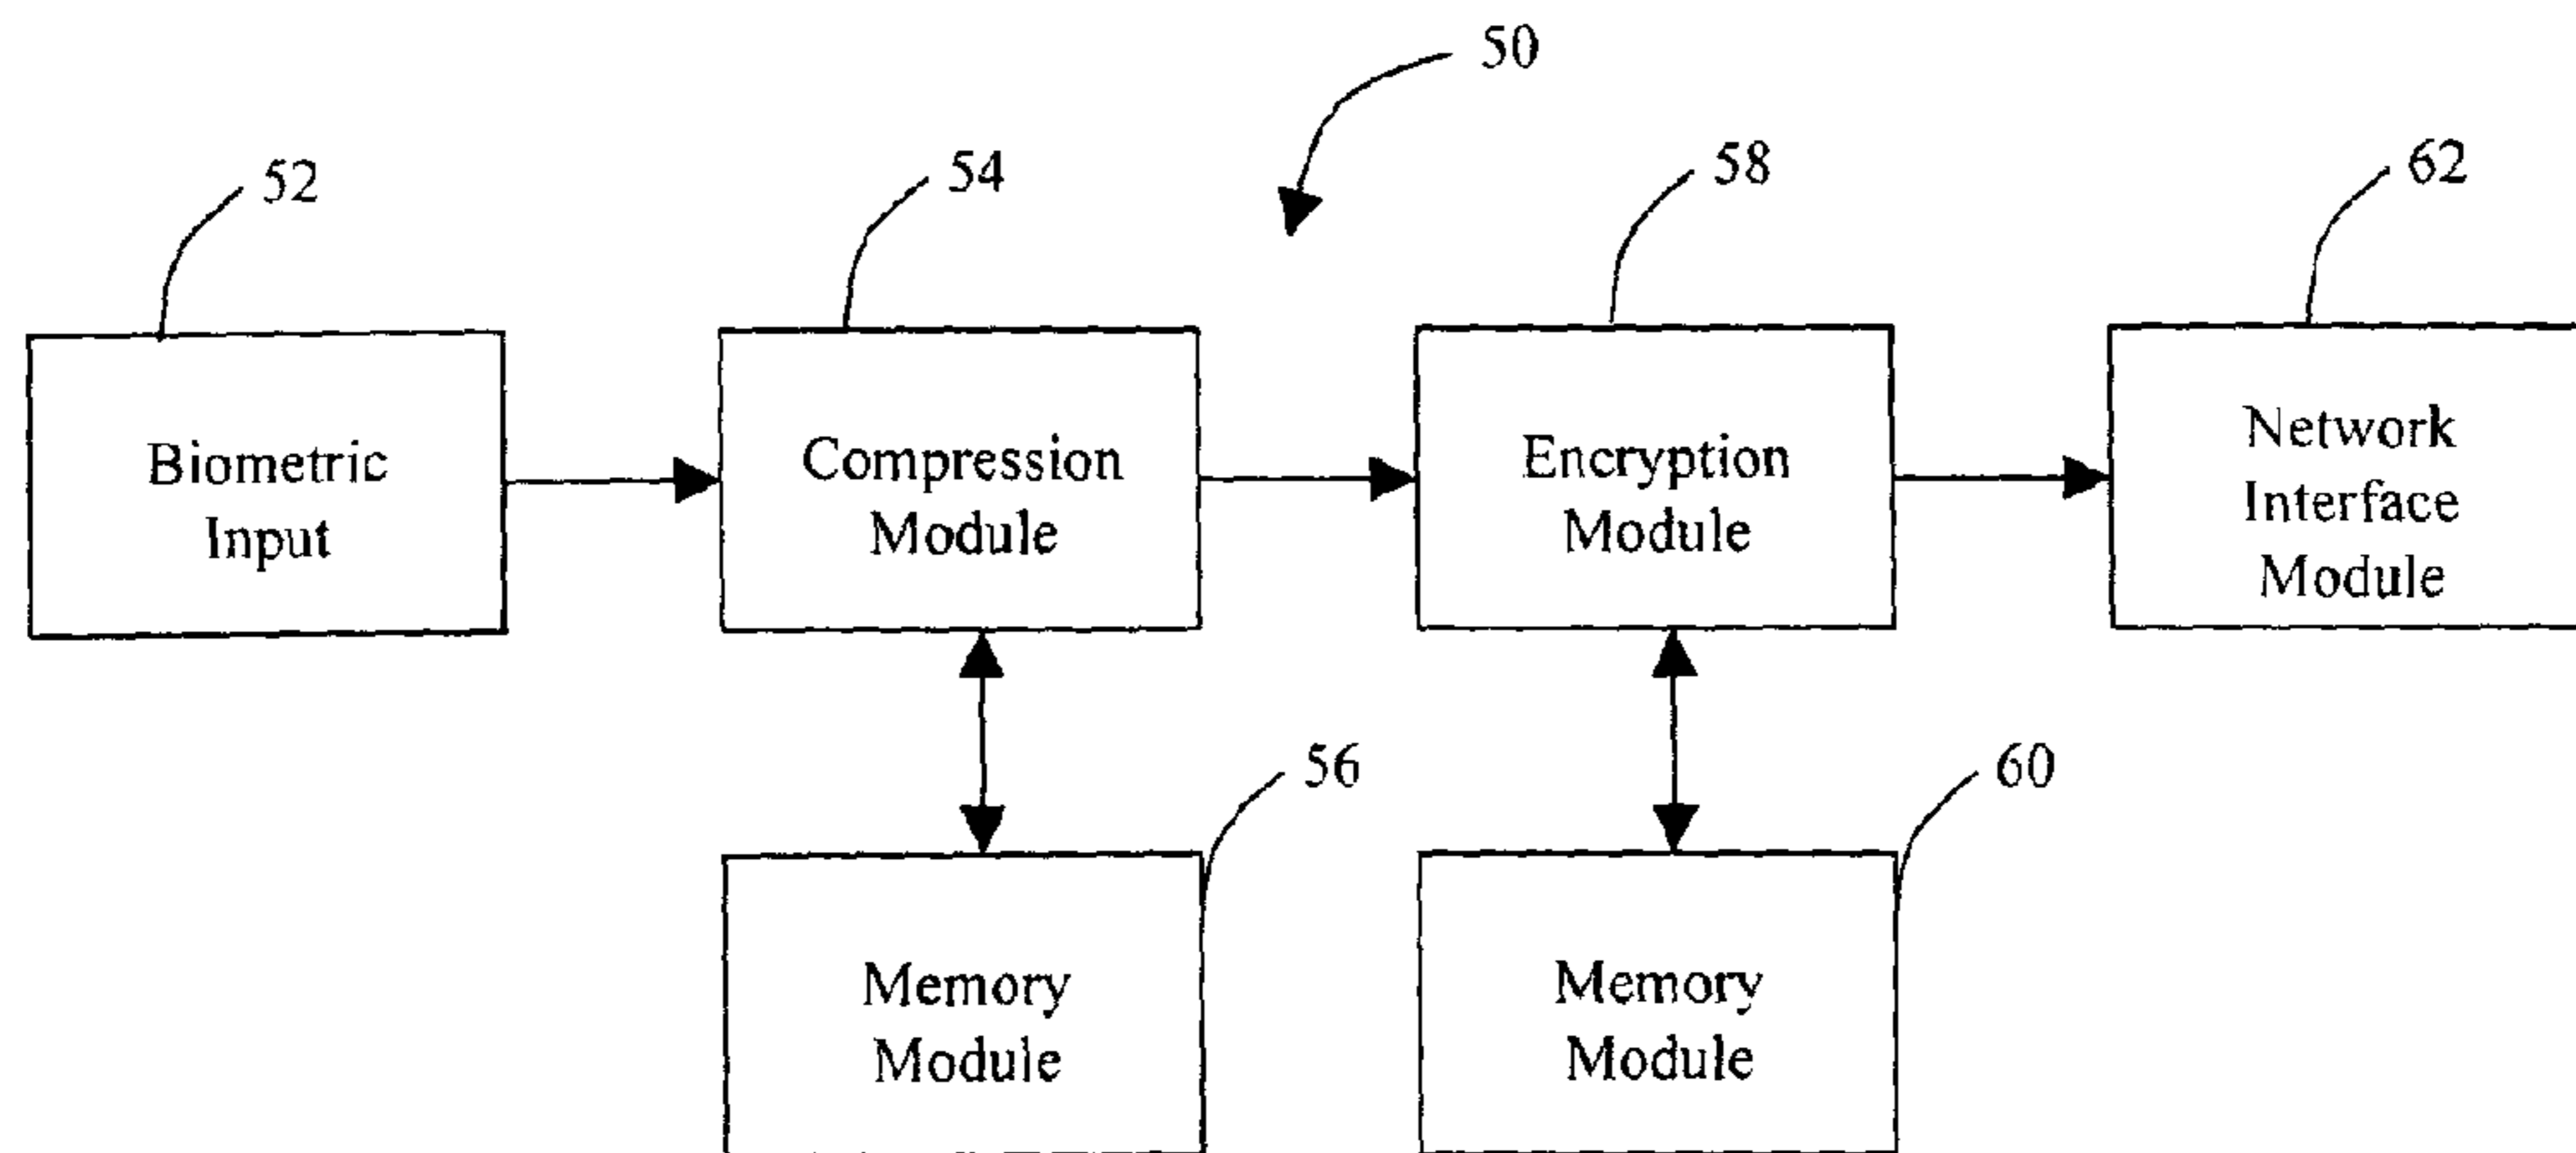 50
52
54
58
62
Biometric
Input
Compression
Module
Encryption
Module
Network
Interface
Module
56
60
Memory
Module
Memory
Module